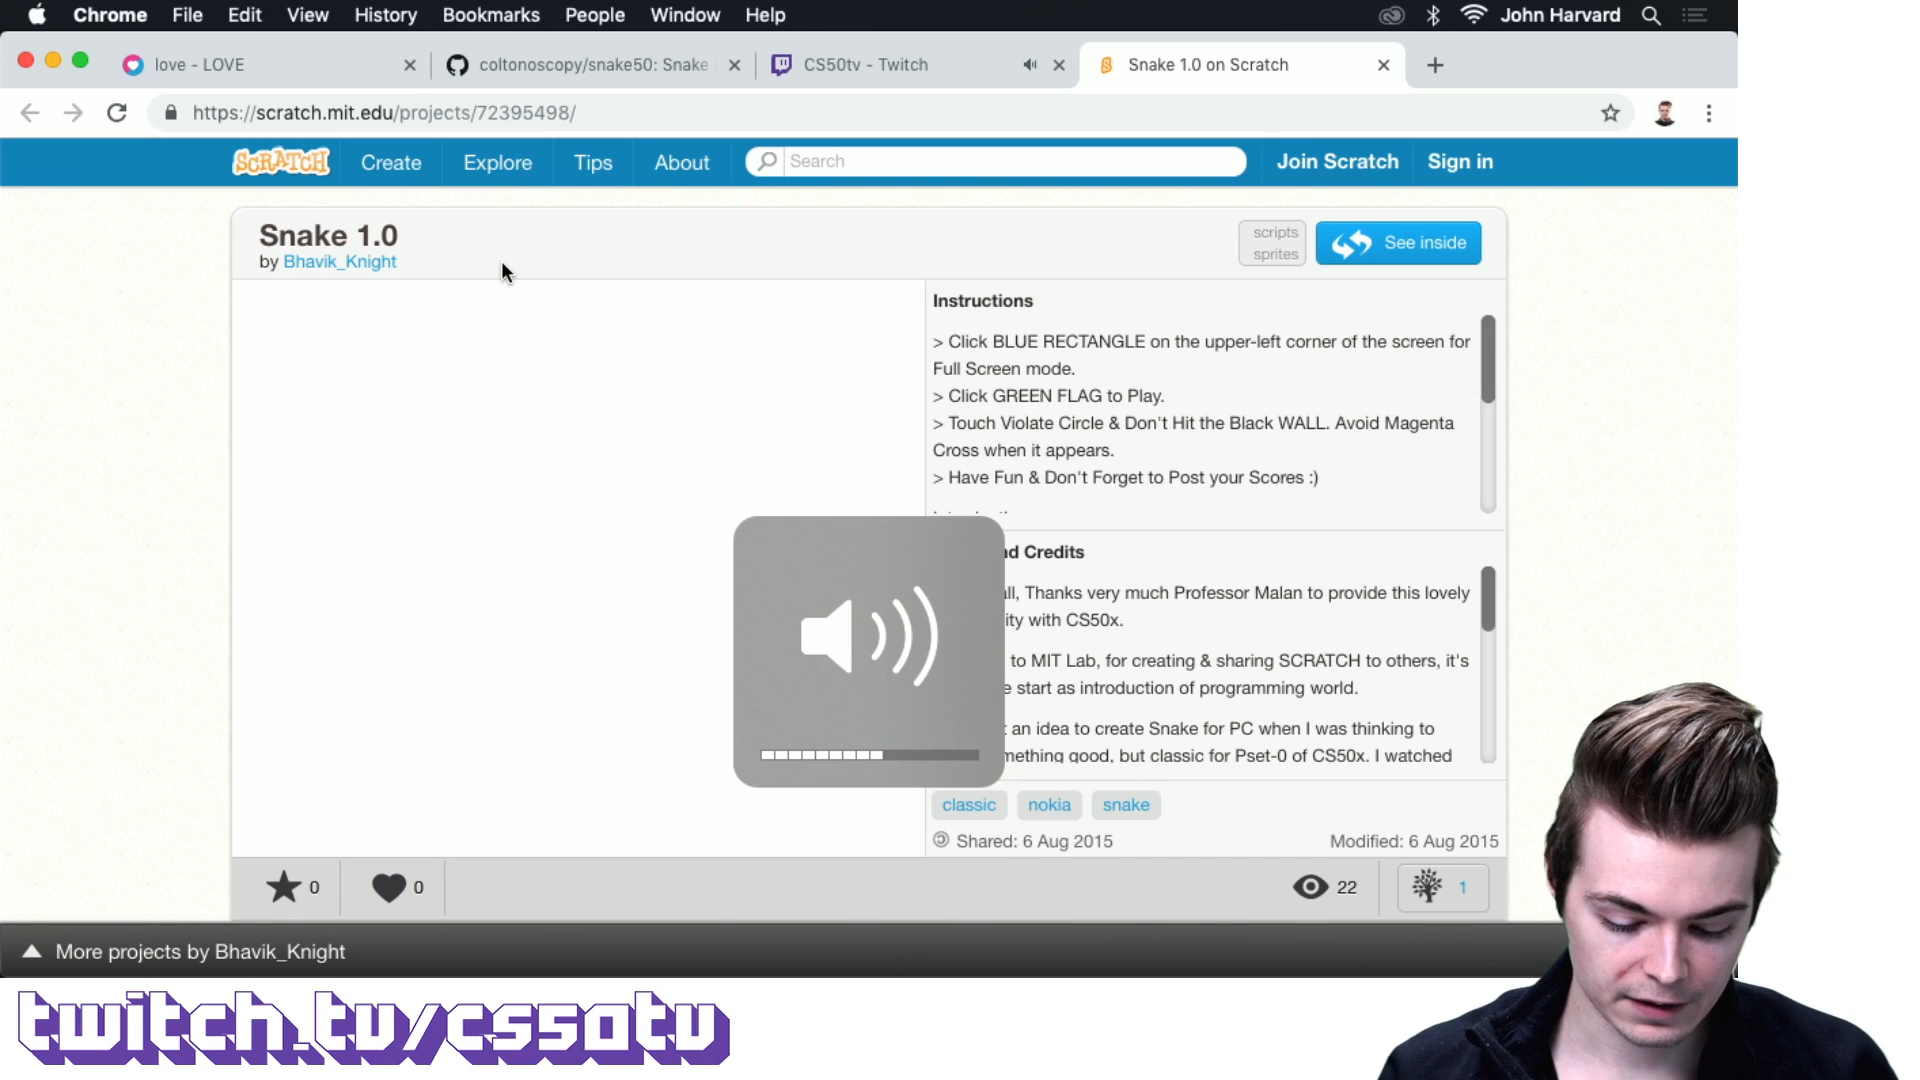 Chrome File Edit View History Bookmarks People Window Help John Harvard
love - LOVE coltonoscopy/snake50: Snake CS50tv - Twitch Snake 1.0 on Scratch
https://scratch.mit.edu/projects/72395498/
SCRATCH Create Explore Tips About Search Join Scratch Sign in
Snake 1.0
by Bhavik_Knight
scripts
sprites
See inside
Instructions
> Click BLUE RECTANGLE on the upper-left corner of the screen for
Full Screen mode.
> Click GREEN FLAG to Play.
> Touch Violate Circle & Don't Hit the Black WALL. Avoid Magenta
Cross when it appears.
> Have Fun & Don't Forget to Post your Scores :)
Credits
Thanks very much Professor Malan to provide this lovely
with CS50x.
to MIT Lab, for creating & sharing SCRATCH to others, it's
start as introduction of programming world.
an idea to create Snake for PC when I was thinking to
good, but classic for Pset-0 of CS50x. I watched
classic nokia snake
Shared: 6 Aug 2015 Modified: 6 Aug 2015
0 0 22 1
More projects by Bhavik_Knight
twitch.tv/cs50tv